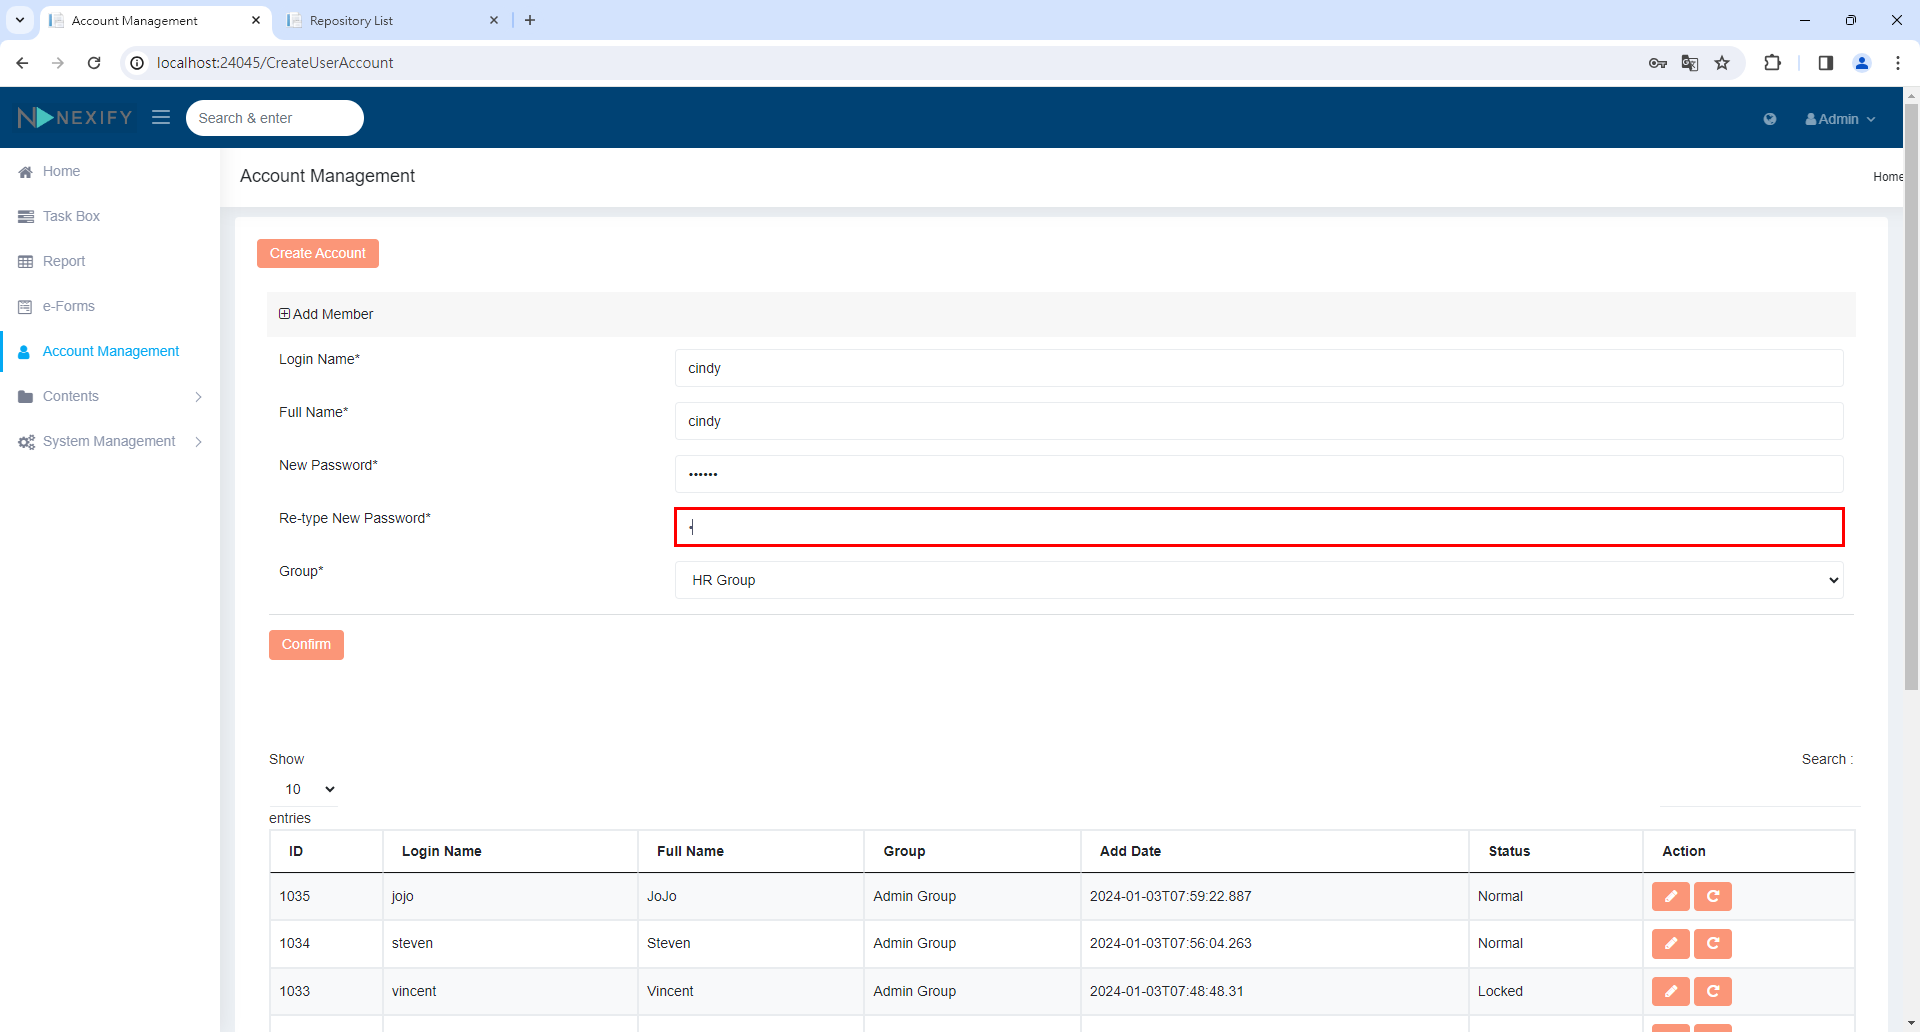 Account Management
Repository List
localhost:24045/CreateUserAccount
NEXIFY
Search & enter
Admin
Home
Task Box
Report
e-Forms
Account Management
Contents
System Management
Account Management
Home
Create Account
Add Member
Login Name*
cindy
Full Name*
cindy
New Password*
••••••
Re-type New Password*
•
Group*
HR Group
Confirm
Show
10
entries
Search :
ID Login Name Full Name Group Add Date Status Action
1035 jojo JoJo Admin Group 2024-01-03T07:59:22.887 Normal
1034 steven Steven Admin Group 2024-01-03T07:56:04.263 Normal
1033 vincent Vincent Admin Group 2024-01-03T07:48:48.31 Locked